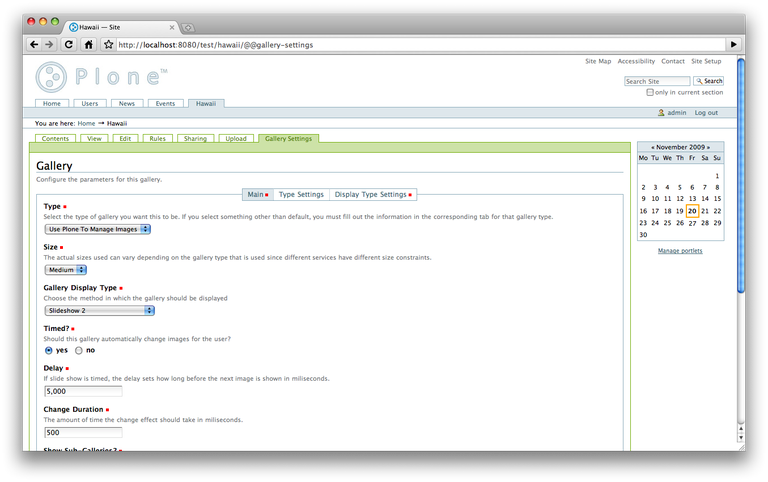 Hawaii — Site
http://localhost:8080/test/hawaii/@@gallery-settings
Site Map Accessibility Contact Site Setup
Plone™
Search Site Search
only in current section
Home Users News Events Hawaii
admin Log out
You are here: Home → Hawaii
Contents View Edit Rules Sharing Upload Gallery Settings
Gallery
Configure the parameters for this gallery.
Main Type Settings Display Type Settings
Type
Select the type of gallery you want this to be. If you select something other than default, you must fill out the information in the corresponding tab for that gallery type.
Use Plone To Manage Images
Size
The actual sizes used can vary depending on the gallery type that is used since different services have different size constraints.
Medium
Gallery Display Type
Choose the method in which the gallery should be displayed
Slideshow 2
Timed?
Should this gallery automatically change images for the user?
yes no
Delay
If slide show is timed, the delay sets how long before the next image is shown in miliseconds.
5,000
Change Duration
The amount of time the change effect should take in miliseconds.
500
Show Sub-Galleries?
« November 2009 »
Mo Tu We Th Fr Sa Su
1
2 3 4 5 6 7 8
9 10 11 12 13 14 15
16 17 18 19 20 21 22
23 24 25 26 27 28 29
30
Manage portlets